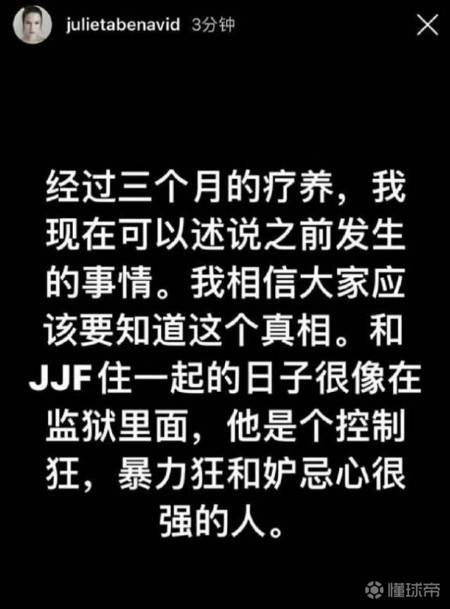 julietabenavid 3分钟
经过三个月的疗养，我
现在可以述说之前发生
的事情。我相信大家应
该要知道这个真相。和
JJF住一起的日子很像在
监狱里面，他是个控制
狂，暴力狂和妒忌心很
强的人。
懂球帝